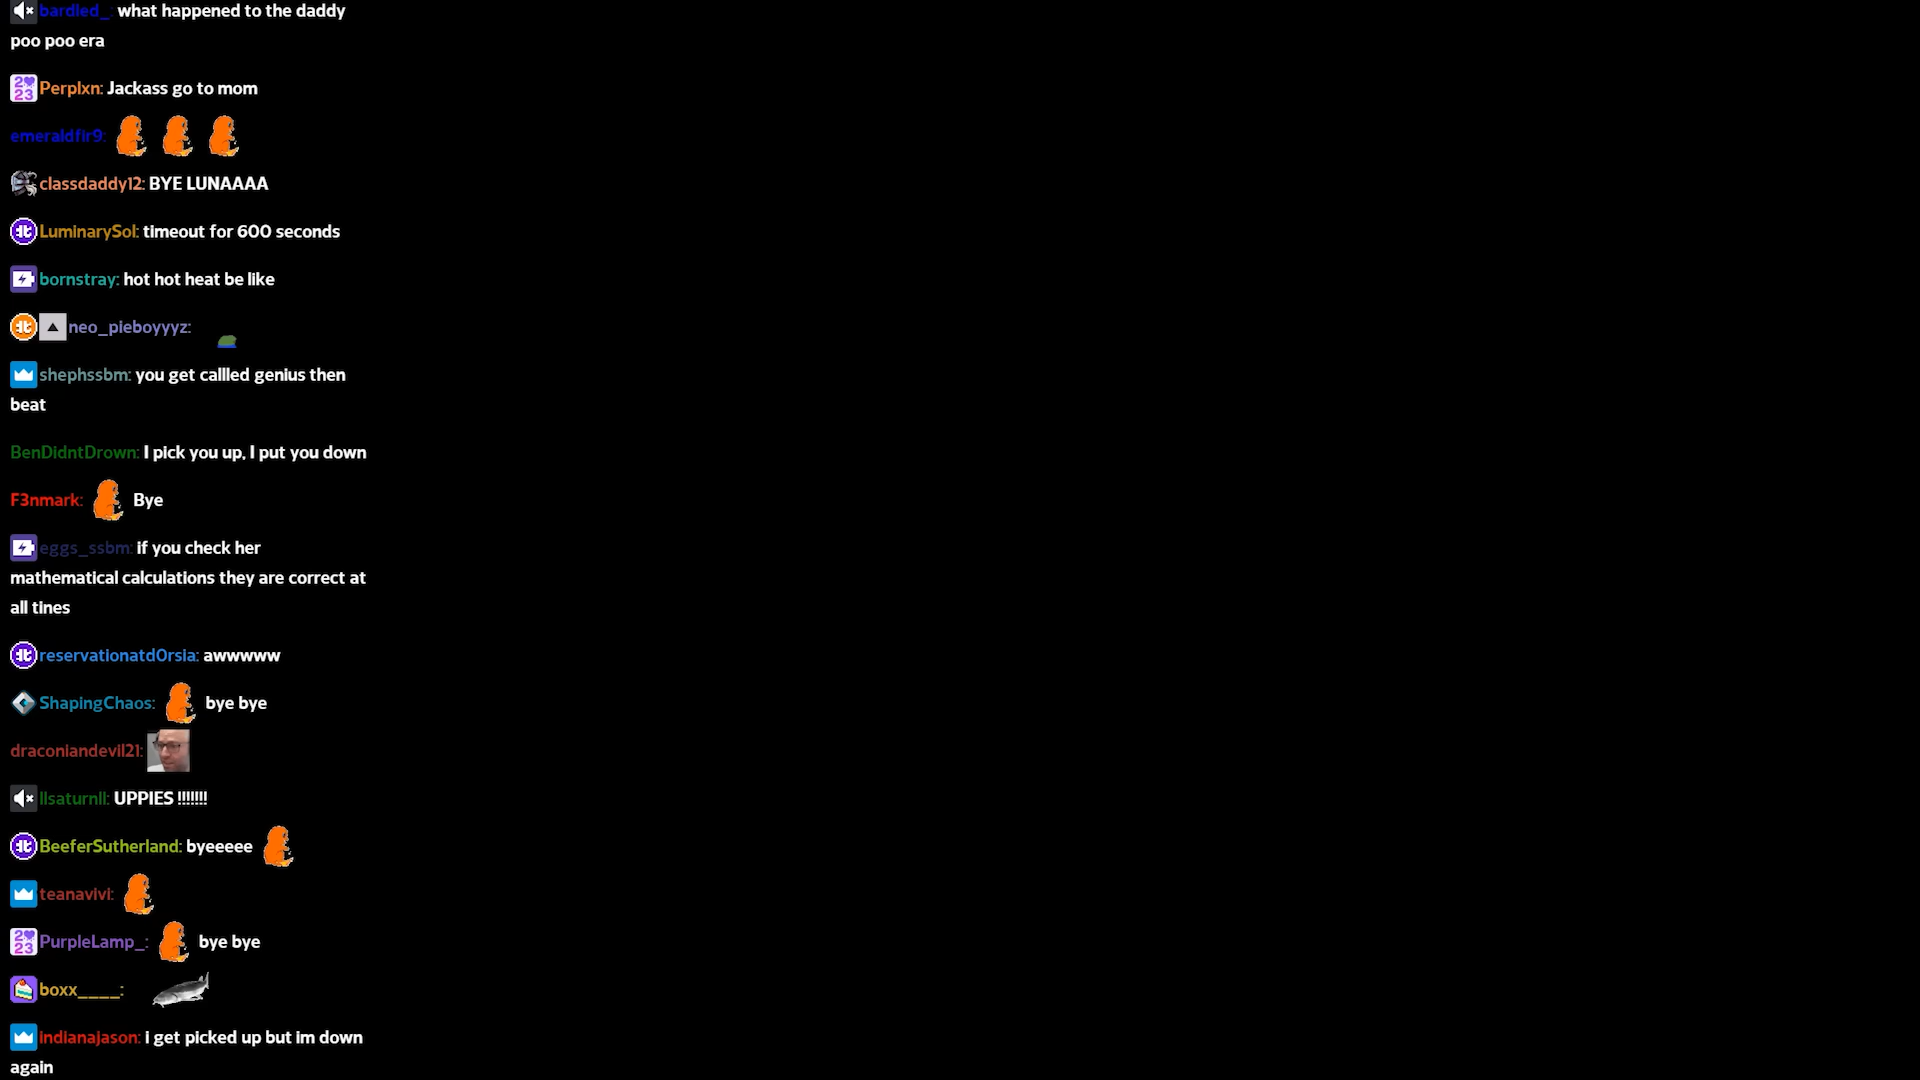 bardled_: what happened to the daddy
poo poo era
Perplxn: Jackass go to mom
emeraldfir9:
classdaddy12: BYE LUNAAAA
LuminarySol: timeout for 600 seconds
bornstray: hot hot heat be like
neo_pieboyyyz:
shephssbm: you get callled genius then
beat
BenDidntDrown: I pick you up, I put you down
F3nmark: Bye
eggs_ssbm: if you check her
mathematical calculations they are correct at
all tines
reservationatd0rsia: awwwww
ShapingChaos: bye bye
draconiandevil21:
llsaturnll: UPPIES !!!!!!!
BeeferSutherland: byeeeee
teanavivi:
PurpleLamp_: bye bye
boxx____:
indianajason: i get picked up but im down
again